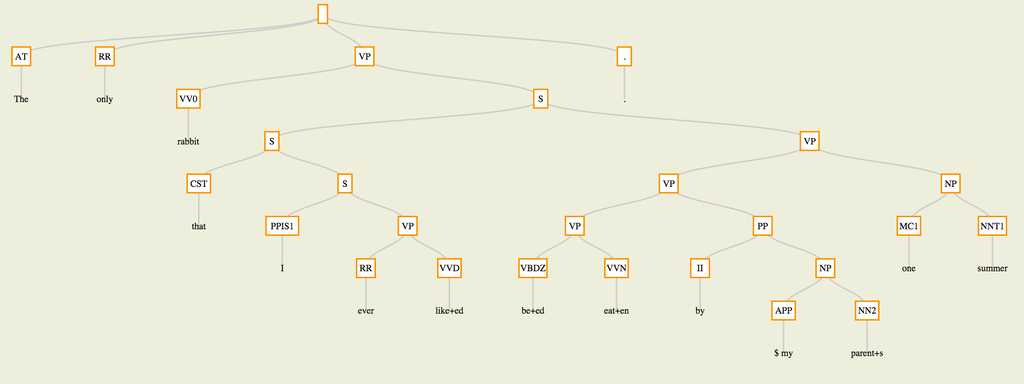 AT RR VP .
The only VV0 S .
rabbit S VP
CST S VP NP
that PPIS1 VP VP PP MC1 NNT1
I RR VVD VBDZ VVN II NP one summer
ever like+ed be+ed eat+en by APP NN2
$ my parent+s